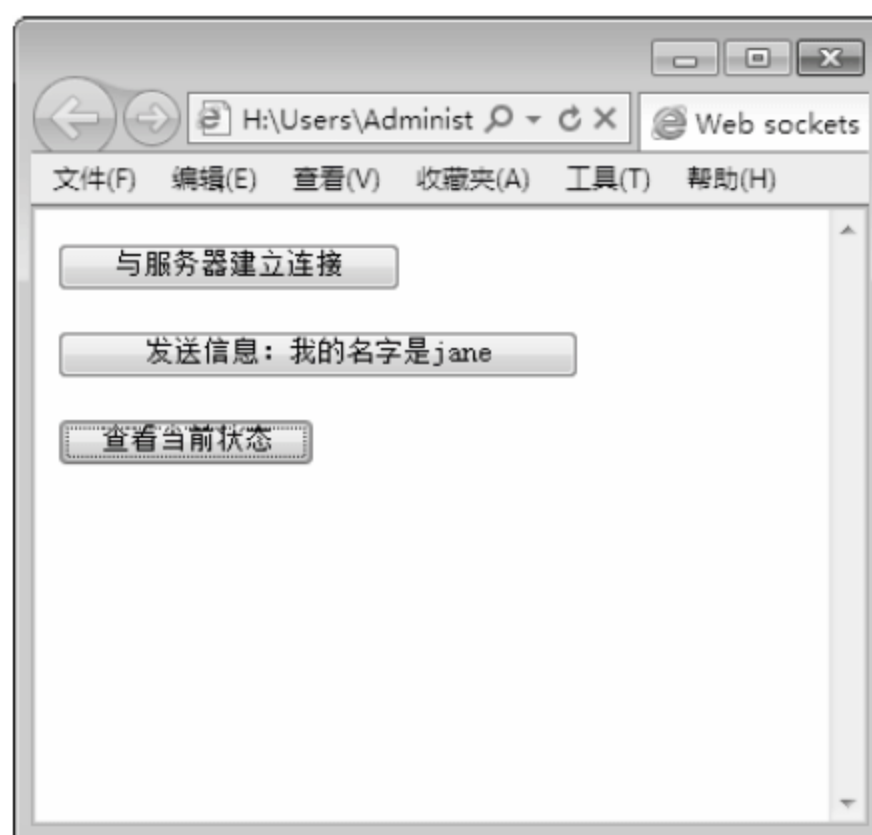 H:\Users\Administ
Web sockets
文件(F) 编辑(E) 查看(V) 收藏夹(A) 工具(T) 帮助(H)
与服务器建立连接
发送信息：我的名字是jane
查看当前状态